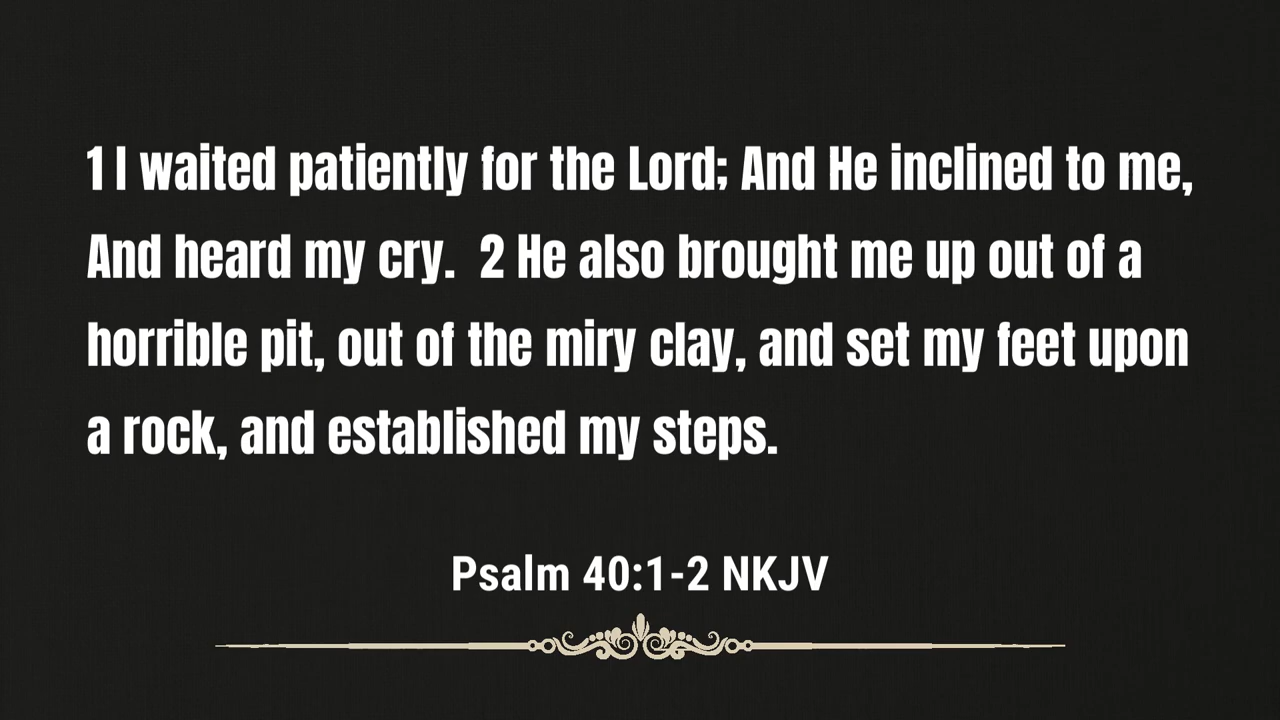 1 I waited patiently for the Lord; And He inclined to me,
And heard my cry.  2 He also brought me up out of a
horrible pit, out of the miry clay, and set my feet upon
a rock, and established my steps.
Psalm 40:1-2 NKJV